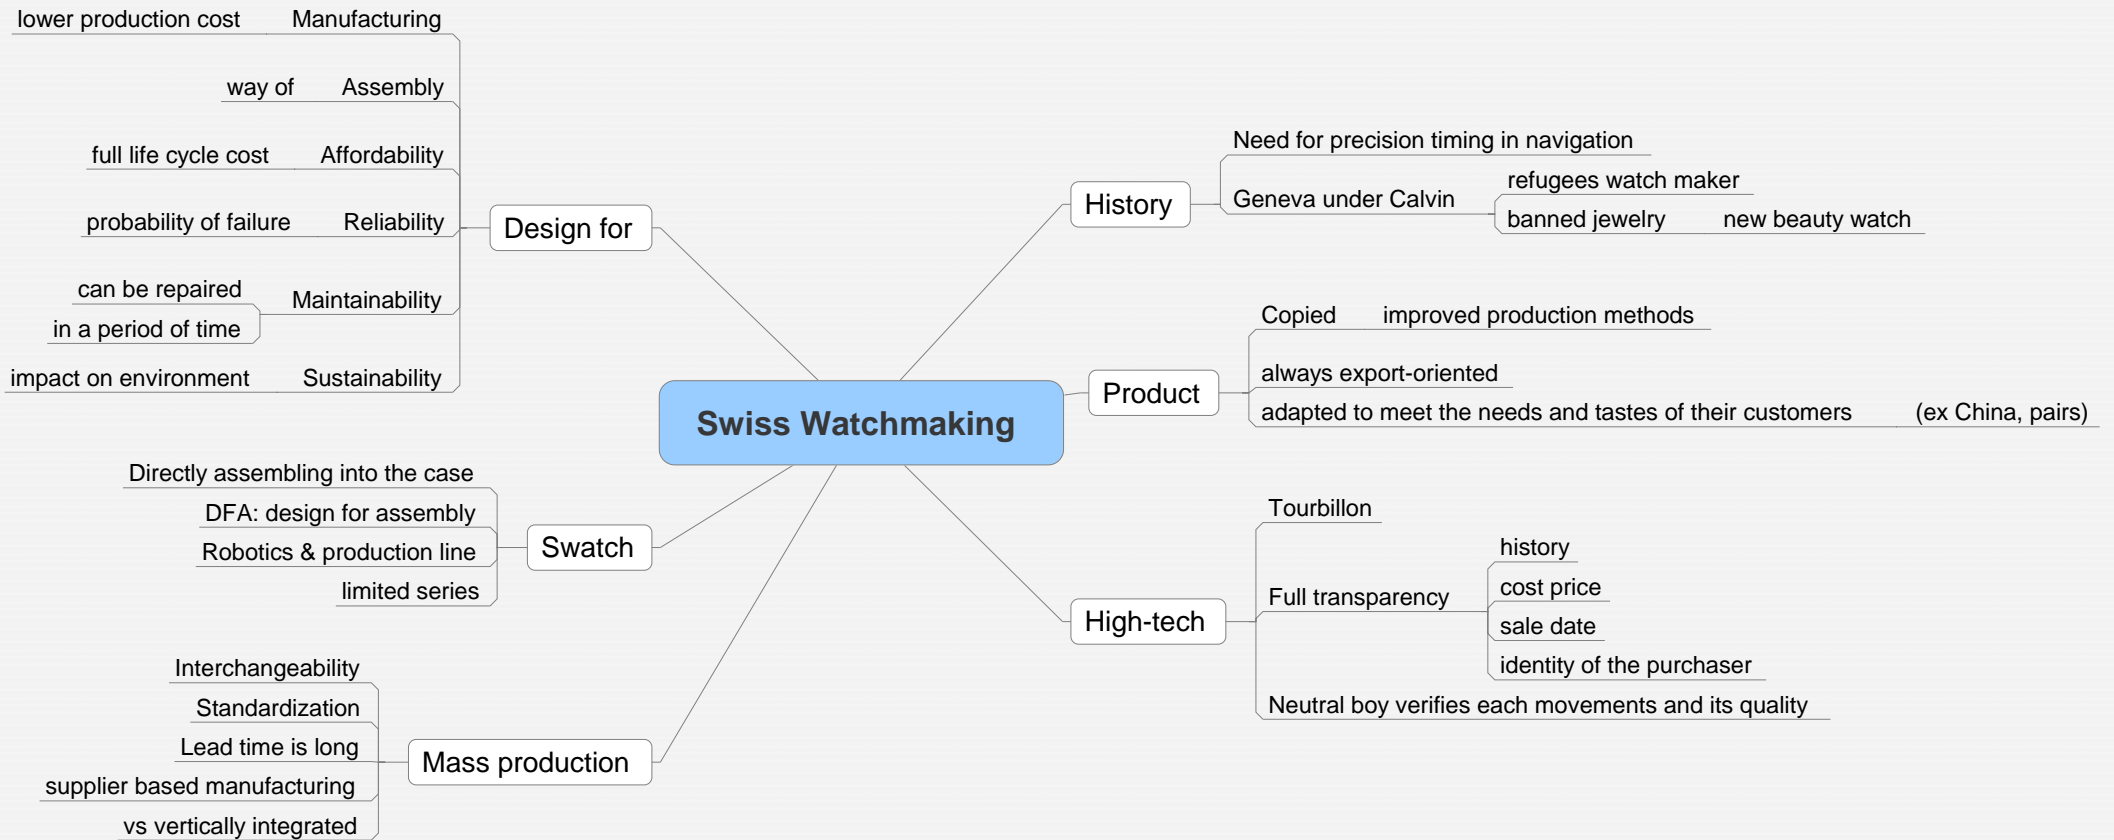 Swiss Watchmaking
History
Need for precision timing in navigation
Geneva under Calvin
refugees watch maker
banned jewelry
new beauty watch
Product
Copied
improved production methods
always export-oriented
adapted to meet the needs and tastes of their customers
(ex China, pairs)
High-tech
Tourbillon
Full transparency
history
cost price
sale date
identity of the purchaser
Neutral boy verifies each movements and its quality
Design for
Manufacturing
lower production cost
Assembly
way of
Affordability
full life cycle cost
Reliability
probability of failure
Maintainability
can be repaired
in a period of time
Sustainability
impact on environment
Swatch
Directly assembling into the case
DFA: design for assembly
Robotics & production line
limited series
Mass production
Interchangeability
Standardization
Lead time is long
supplier based manufacturing
vs vertically integrated